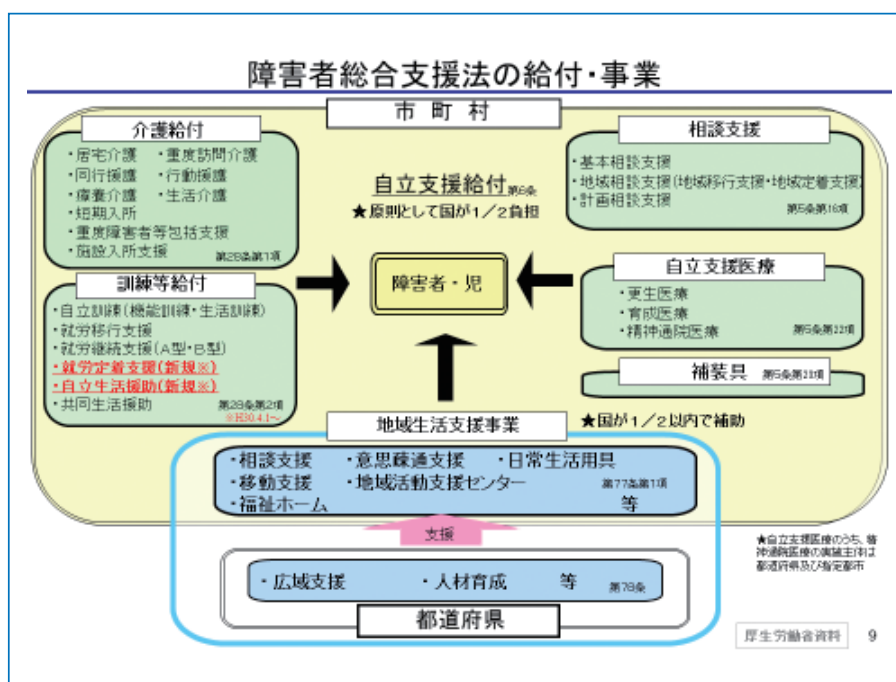 障害者総合支援法の給付・事業
市町村
介護給付
・居宅介護 ・重度訪問介護
・同行援護 ・行動援護
・療養介護 ・生活介護
・短期入所
・重度障害者等包括支援
・施設入所支援 第28条第1項
訓練等給付
・自立訓練(機能訓練・生活訓練)
・就労移行支援
・就労継続支援(A型・B型)
・就労定着支援(新規※)
・自立生活援助(新規※)
・共同生活援助 第28条第2項
※H30.4.1～
自立支援給付 第6条
★原則として国が1/2負担
障害者・児
相談支援
・基本相談支援
・地域相談支援(地域移行支援・地域定着支援)
・計画相談支援
第5条第16項
自立支援医療
・更生医療
・育成医療
・精神通院医療 第5条第22項
補装具 第5条第23項
地域生活支援事業
★国が1/2以内で補助
・相談支援 ・意思疎通支援 ・日常生活用具
・移動支援 ・地域活動支援センター 第77条第1項
・福祉ホーム 等
支援
・広域支援 ・人材育成 等 第78条
都道府県
★自立支援医療のうち、精
神通院医療の実施主体は
都道府県及び指定都市
厚生労働省資料
9